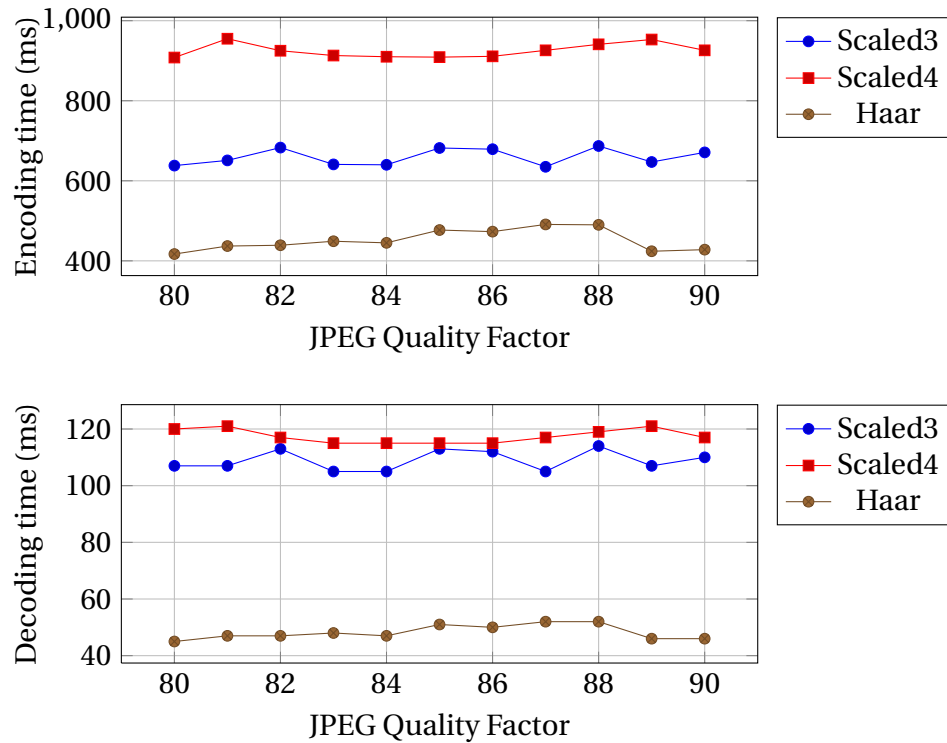 1,000
800
600
400
Encoding time (ms)
80 82 84 86 88 90
JPEG Quality Factor
Scaled3
Scaled4
Haar
120
100
80
60
40
Decoding time (ms)
80 82 84 86 88 90
JPEG Quality Factor
Scaled3
Scaled4
Haar